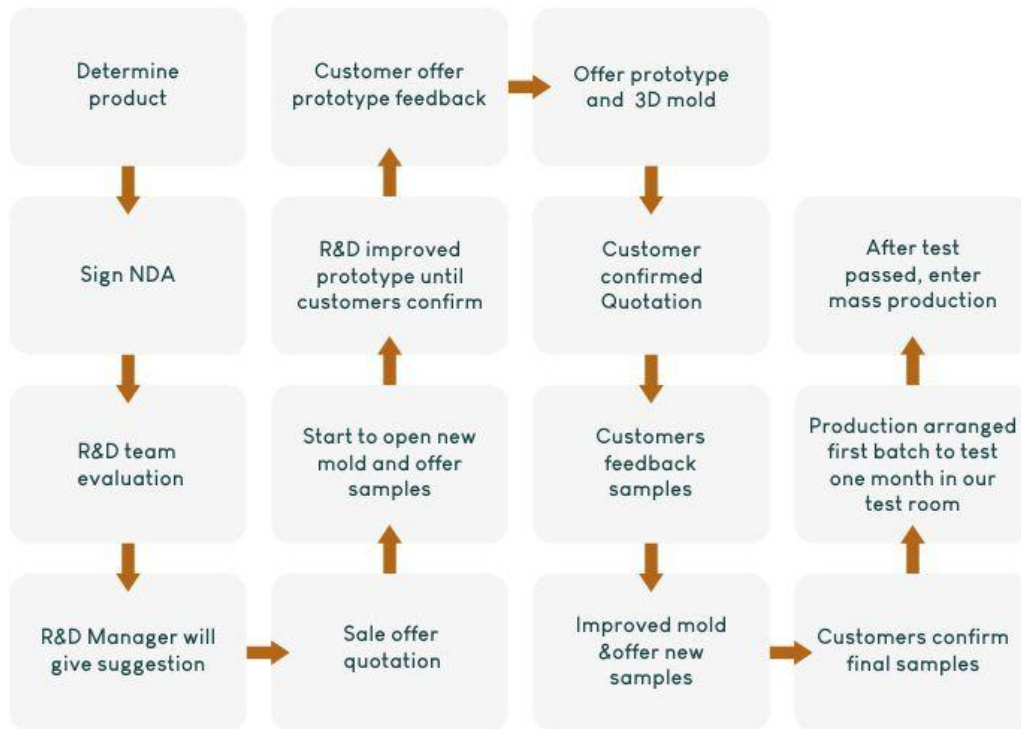 Determine
product
Sign NDA
R&D team
evaluation
R&D Manager will
give suggestion
Sale offer
quotation
Start to open new
mold and offer
samples
R&D improved
prototype until
customers confirm
Customer offer
prototype feedback
Offer prototype
and 3D mold
Customer
confirmed
Quotation
Customers
feedback
samples
Improved mold
&offer new
samples
Customers confirm
final samples
Production arranged
first batch to test
one month in our
test room
After test
passed, enter
mass production